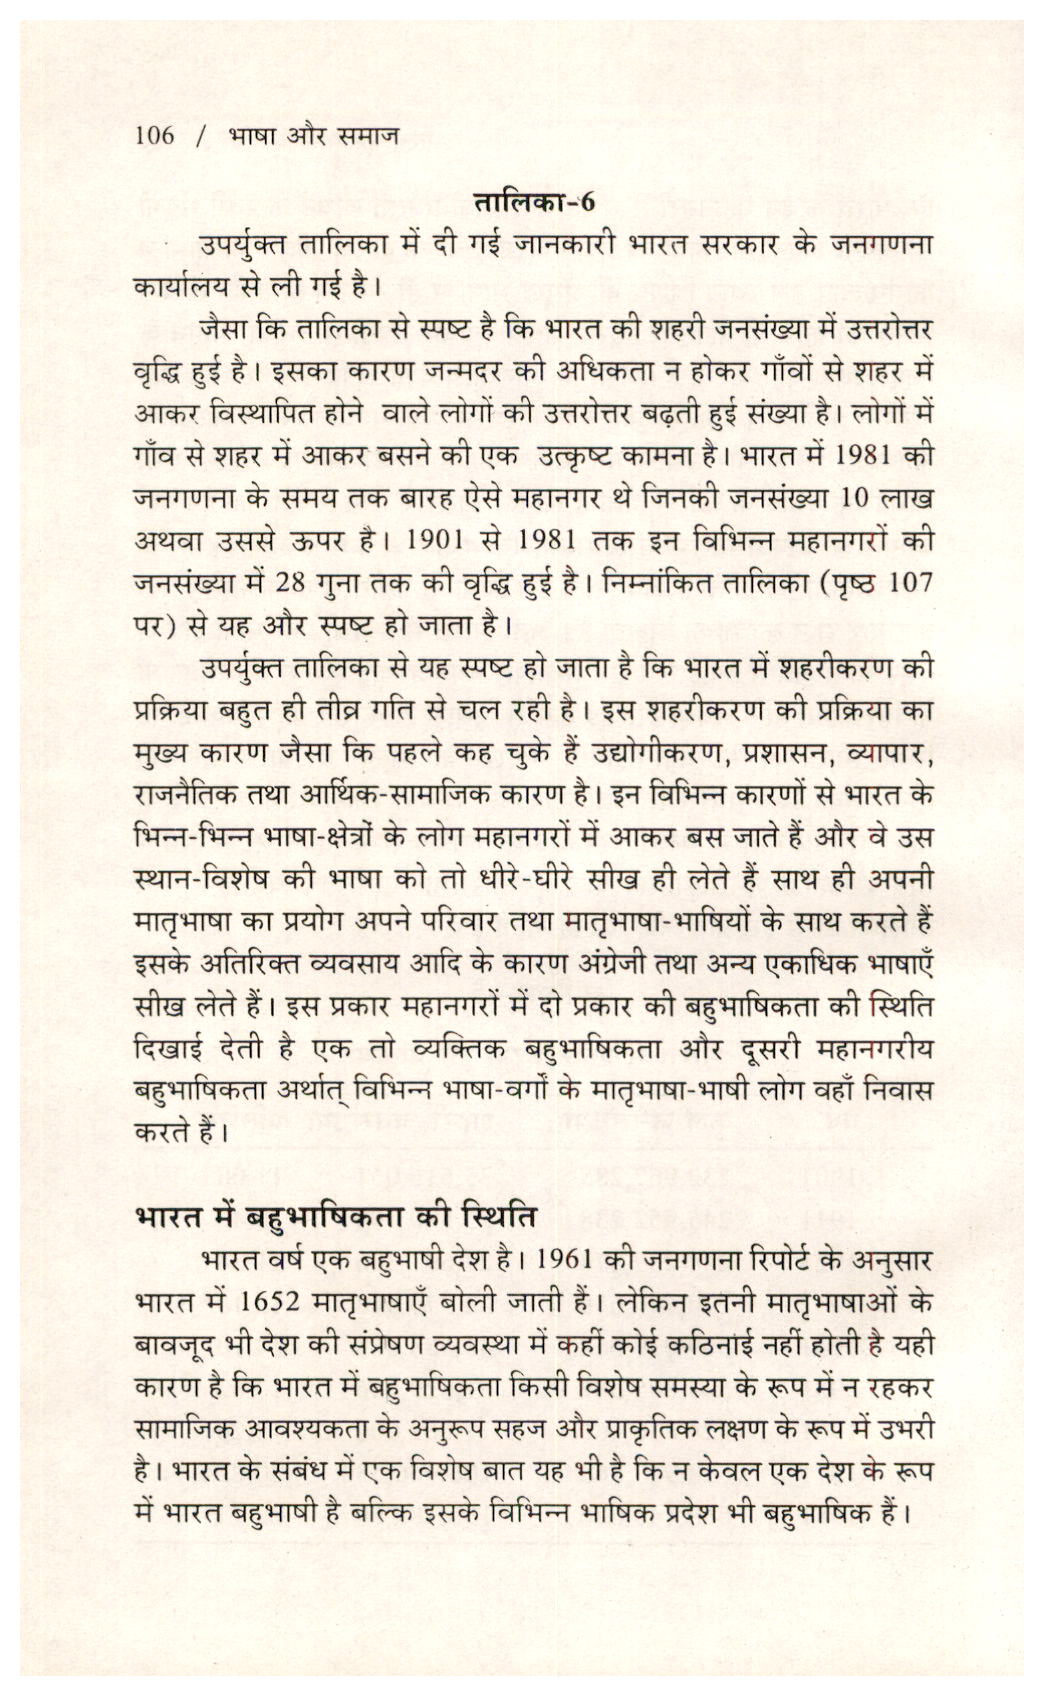 106 / भाषा और समाज
तालिका-6
उपर्युक्त तालिका में दी गई जानकारी भारत सरकार के जनगणना
कार्यालय से ली गई है।
जैसा कि तालिका से स्पष्ट है कि भारत की शहरी जनसंख्या में उत्तरोत्तर
वृद्धि हुई है। इसका कारण जन्मदर की अधिकता न होकर गाँवों से शहर में
आकर विस्थापित होने वाले लोगों की उत्तरोत्तर बढ़ती हुई संख्या है। लोगों में
गाँव से शहर में आकर बसने की एक उत्कृष्ट कामना है। भारत में 1981 की
जनगणना के समय तक बारह ऐसे महानगर थे जिनकी जनसंख्या 10 लाख
अथवा उससे ऊपर है। 1901 से 1981 तक इन विभिन्न महानगरों की
जनसंख्या में 28 गुना तक की वृद्धि हुई है। निम्नांकित तालिका (पृष्ठ 107
पर) से यह और स्पष्ट हो जाता है।
उपर्युक्त तालिका से यह स्पष्ट हो जाता है कि भारत में शहरीकरण की
प्रक्रिया बहुत ही तीव्र गति से चल रही है। इस शहरीकरण की प्रक्रिया का
मुख्य कारण जैसा कि पहले कह चुके हैं उद्योगीकरण, प्रशासन, व्यापार,
राजनैतिक तथा आर्थिक-सामाजिक कारण है। इन विभिन्न कारणों से भारत के
भिन्न-भिन्न भाषा-क्षेत्रों के लोग महानगरों में आकर बस जाते हैं और वे उस
स्थान-विशेष की भाषा को तो धीरे-घीरे सीख ही लेते हैं साथ ही अपनी
मातृभाषा का प्रयोग अपने परिवार तथा मातृभाषा-भाषियों के साथ करते हैं
इसके अतिरिक्त व्यवसाय आदि के कारण अंग्रेजी तथा अन्य एकाधिक भाषाएँ
सीख लेते हैं। इस प्रकार महानगरों में दो प्रकार की बहुभाषिकता की स्थिति
दिखाई देती है एक तो व्यक्तिक बहुभाषिकता और दूसरी महानगरीय
बहुभाषिकता अर्थात् विभिन्न भाषा-वर्गों के मातृभाषा-भाषी लोग वहाँ निवास
करते हैं।
भारत में बहुभाषिकता की स्थिति
भारत वर्ष एक बहुभाषी देश है। 1961 की जनगणना रिपोर्ट के अनुसार
भारत में 1652 मातृभाषाएँ बोली जाती हैं। लेकिन इतनी मातृभाषाओं के
बावजूद भी देश की संप्रेषण व्यवस्था में कहीं कोई कठिनाई नहीं होती है यही
कारण है कि भारत में बहुभाषिकता किसी विशेष समस्या के रूप में न रहकर
सामाजिक आवश्यकता के अनुरूप सहज और प्राकृतिक लक्षण के रूप में उभरी
है। भारत के संबंध में एक विशेष बात यह भी है कि न केवल एक देश के रूप
में भारत बहुभाषी है बल्कि इसके विभिन्न भाषिक प्रदेश भी बहुभाषिक हैं।